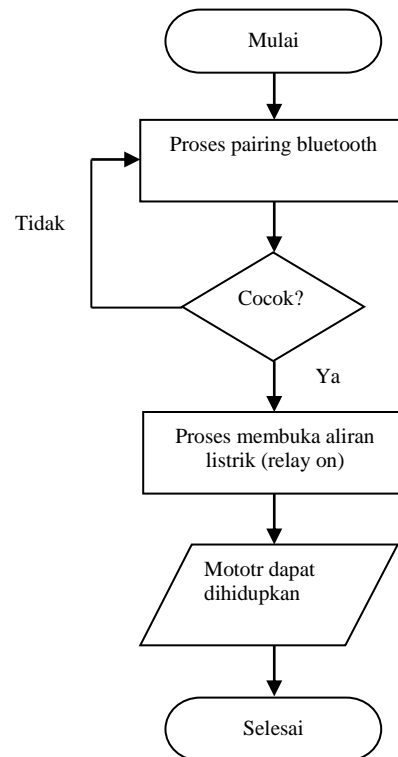 Mulai
Proses pairing bluetooth
Tidak
Cocok?
Ya
Proses membuka aliran
listrik (relay on)
Mototr dapat
dihidupkan
Selesai